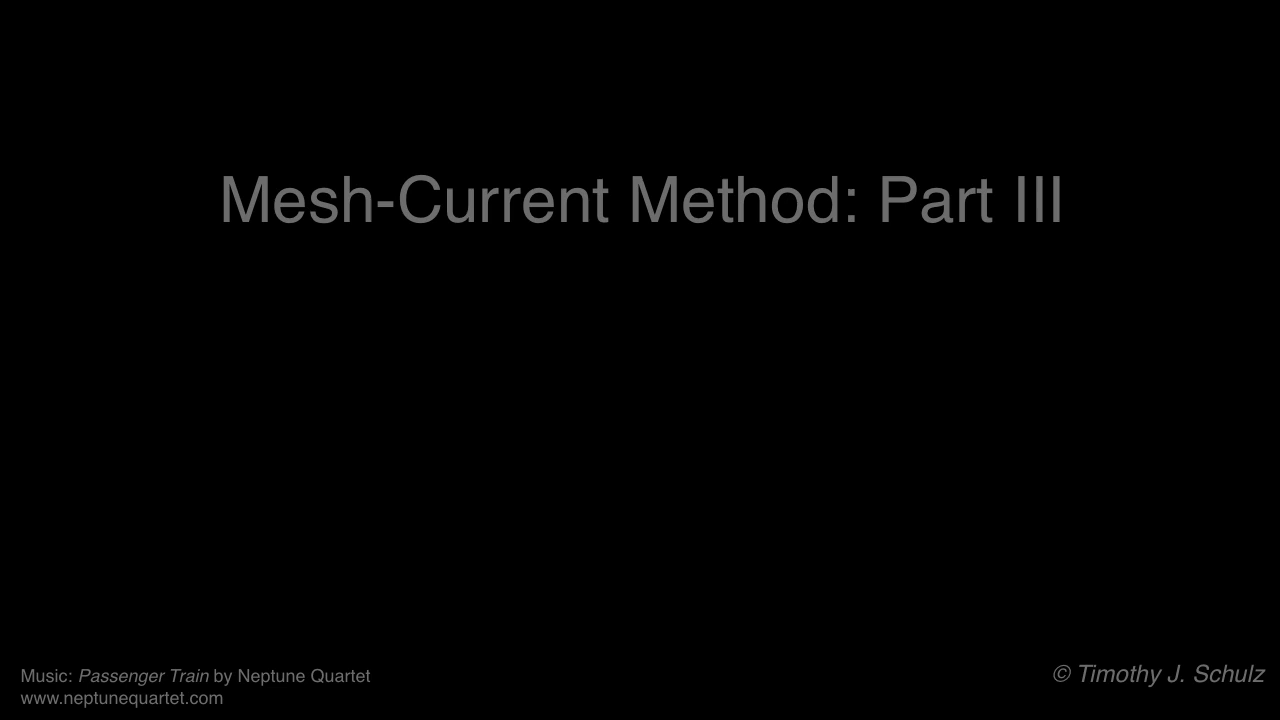 Mesh-Current Method: Part III
Music: Passenger Train by Neptune Quartet
www.neptunequartet.com
© Timothy J. Schulz